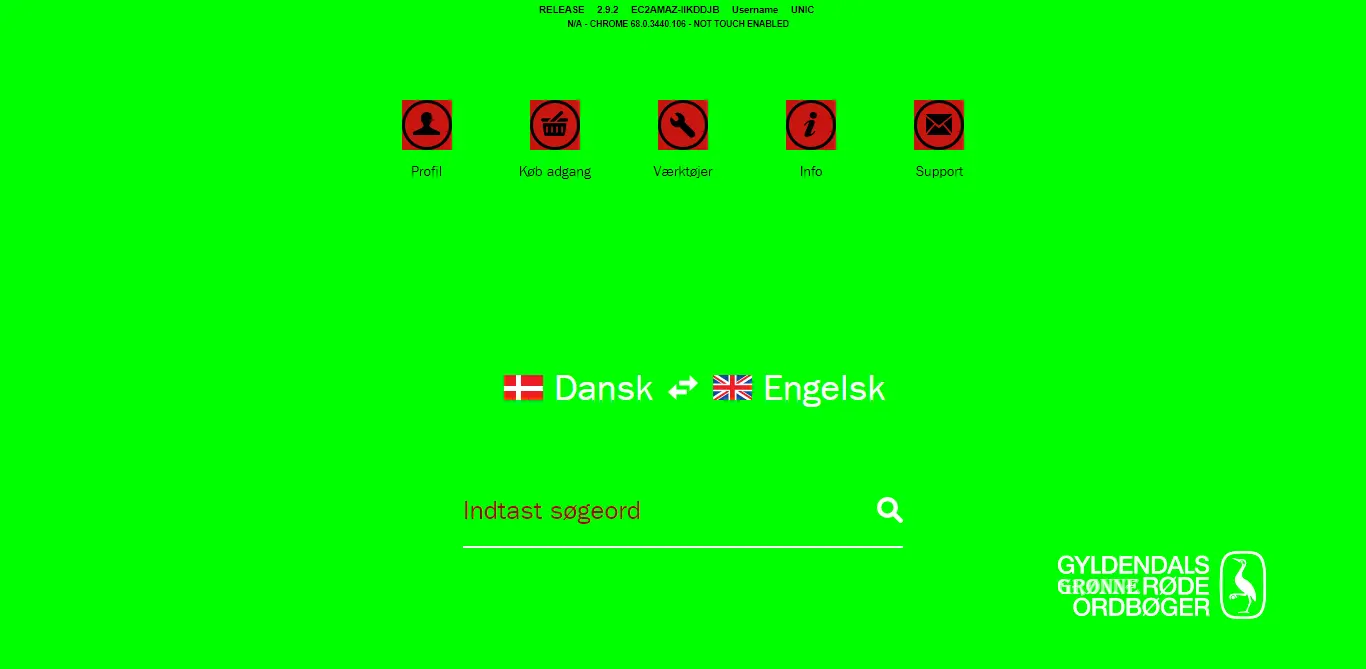 RELEASE 2.9.2 EC2AMAZ-IIKDDJB Username UNIC
N/A - CHROME 68.0.3440.106 - NOT TOUCH ENABLED
Profil Køb adgang Værktøjer Info Support
Dansk Engelsk
Indtast søgeord
GYLDENDALS
GRØNNE RØDE
ORDBØGER